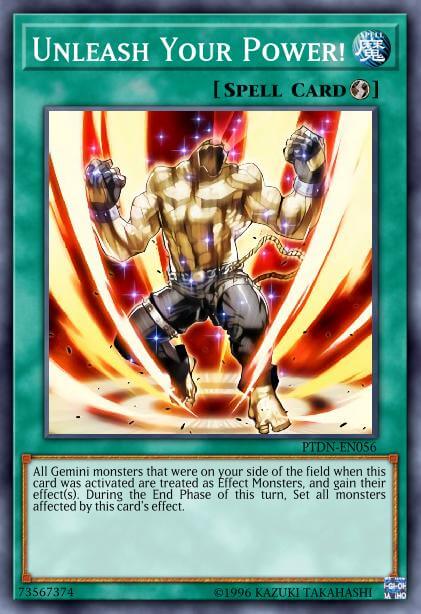 UNLEASH YOUR POWER!
SPELL
魔
[SPELL CARD]
PTDN-EN056
All Gemini monsters that were on your side of the field when this
card was activated are treated as Effect Monsters, and gain their
effect(s). During the End Phase of this turn, Set all monsters
affected by this card's effect.
73567374
©1996 KAZUKI TAKAHASHI